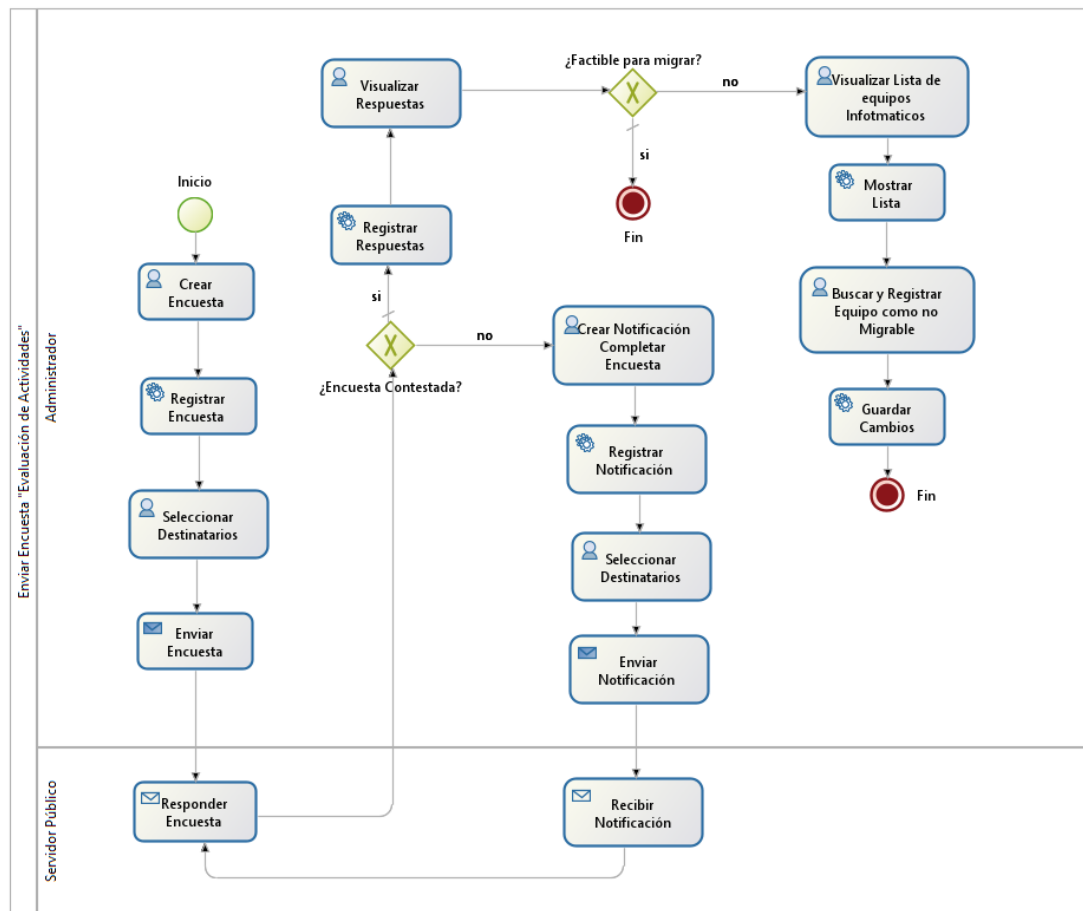 Enviar Encuesta "Evaluación de Actividades"
Administrador
Inicio
Crear
Encuesta
Registrar
Encuesta
Seleccionar
Destinatarios
Enviar
Encuesta
Visualizar
Respuestas
Registrar
Respuestas
si
¿Encuesta Contestada?
no
Crear Notificación
Completar
Encuesta
Registrar
Notificación
Seleccionar
Destinatarios
Enviar
Notificación
¿Factible para migrar?
no
si
Fin
Visualizar Lista de
equipos
Infotmaticos
Mostrar
Lista
Buscar y Registrar
Equipo como no
Migrable
Guardar
Cambios
Fin
Servidor Público
Responder
Encuesta
Recibir
Notificación